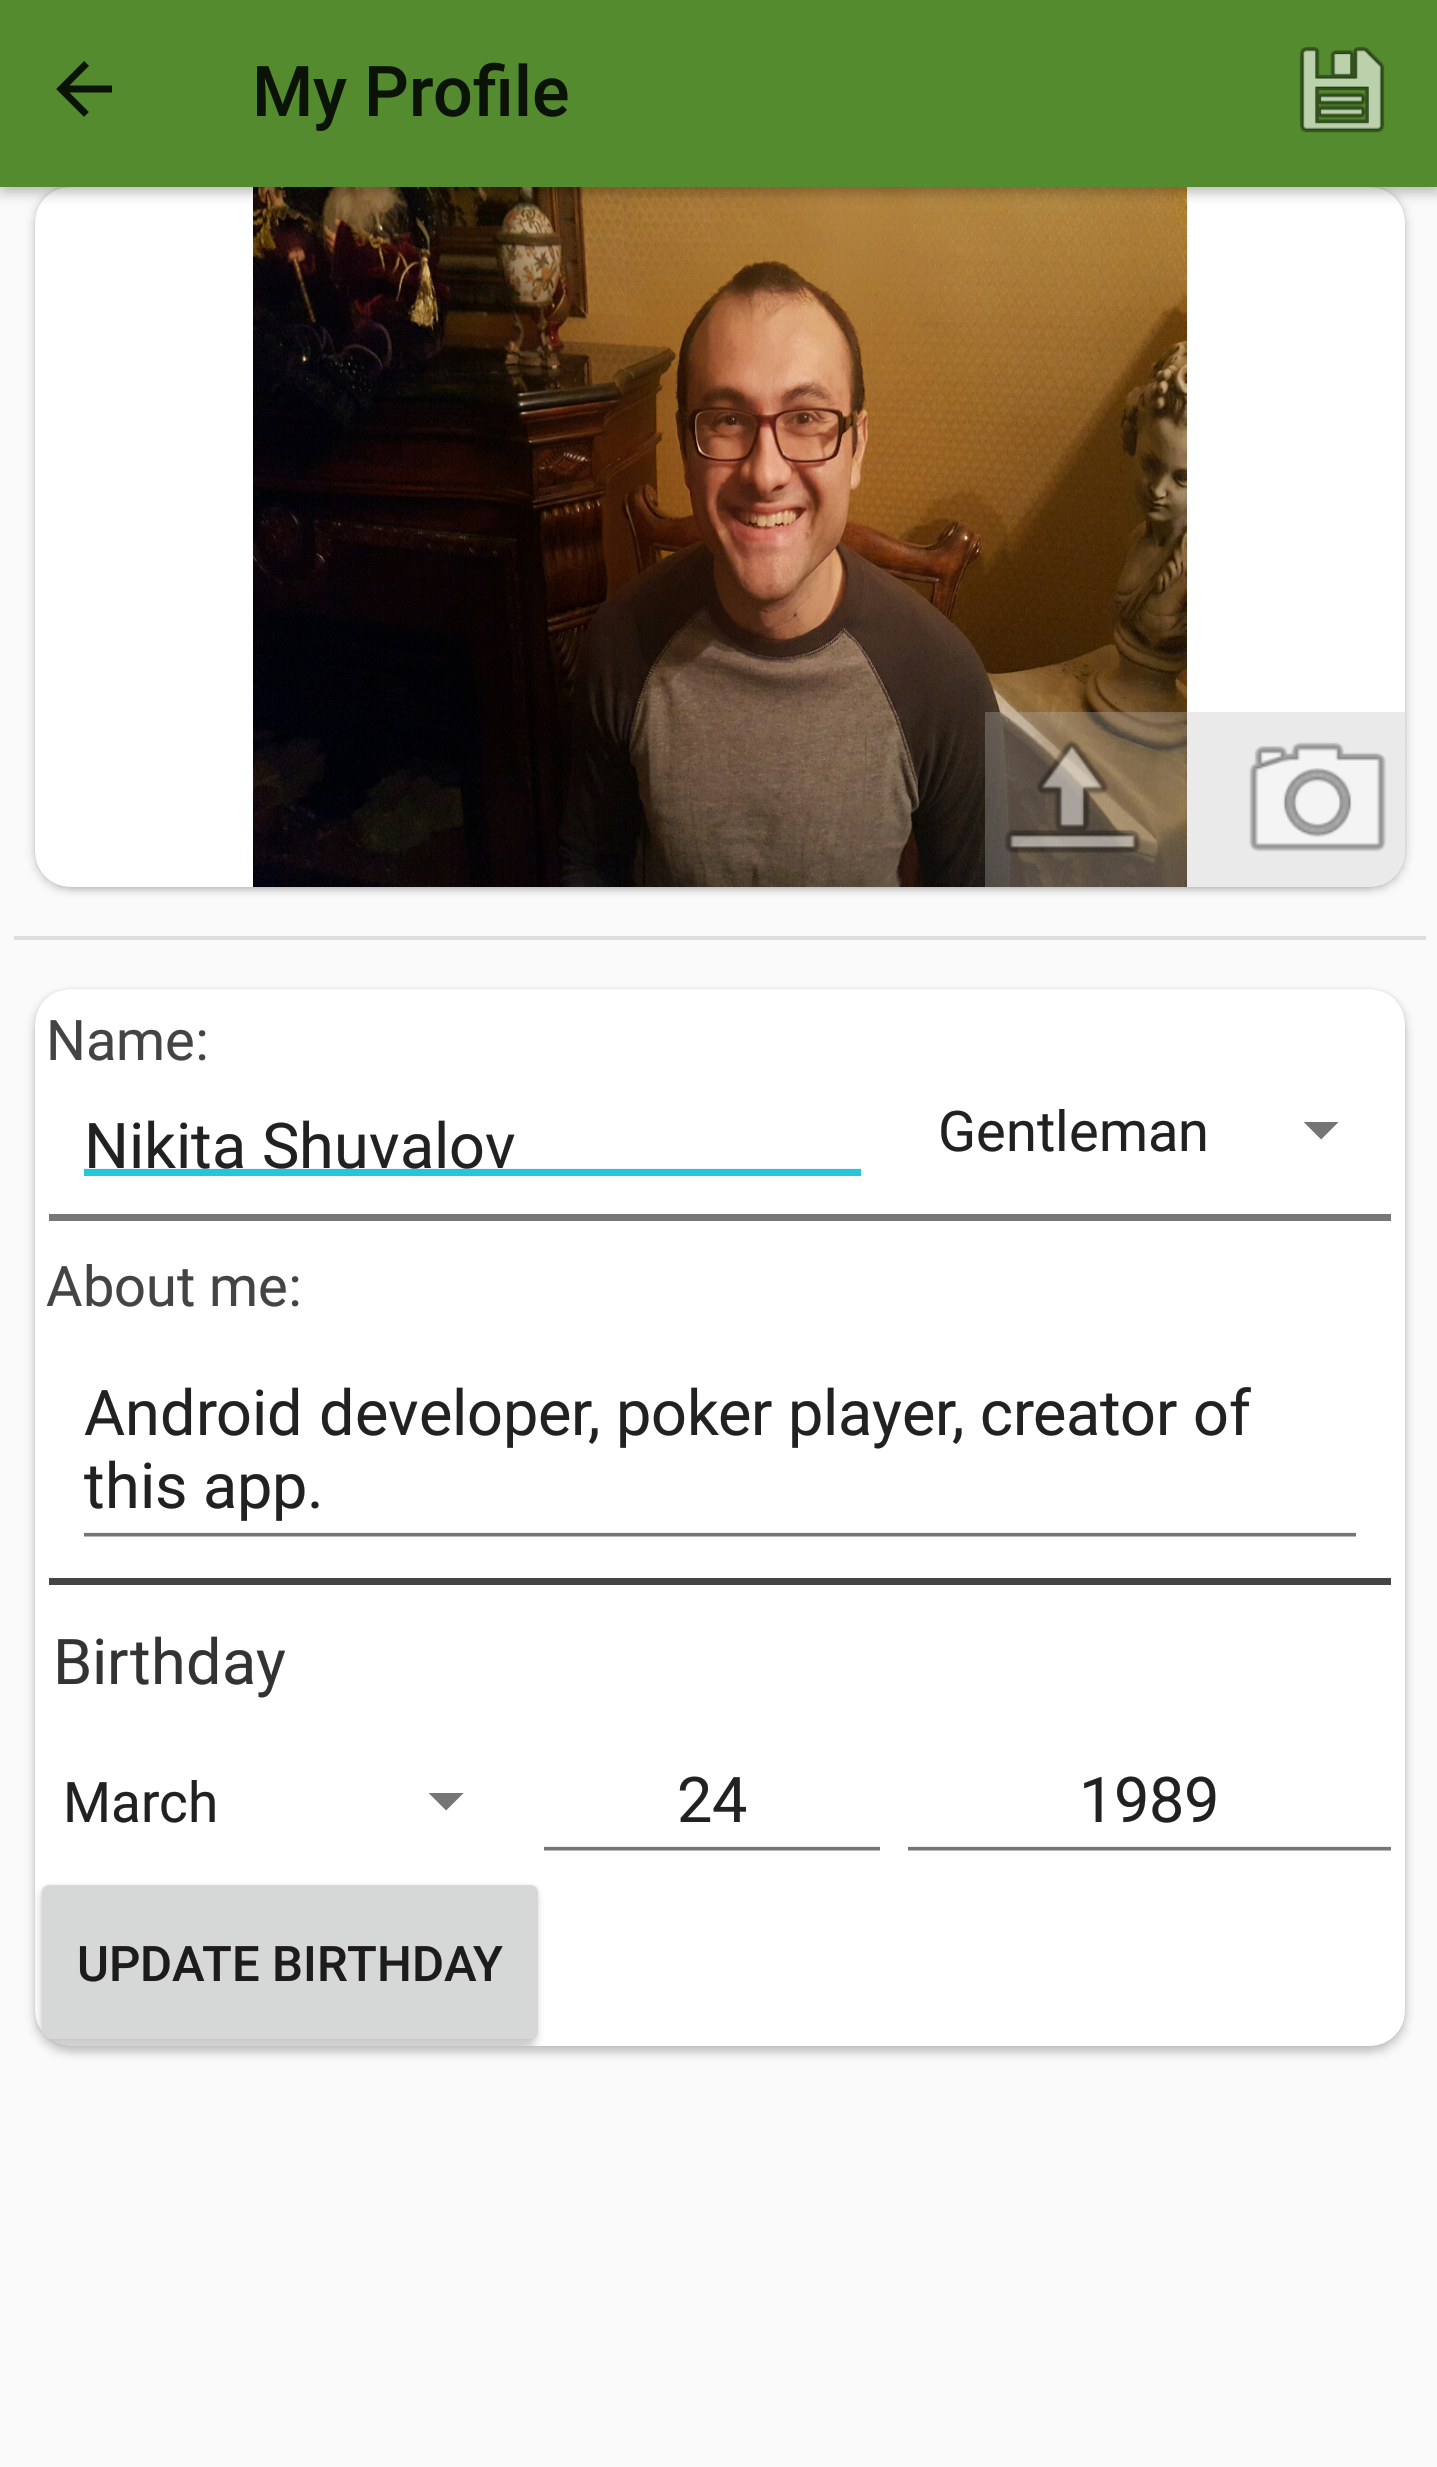 My Profile
Name:
Nikita Shuvalov
Gentleman
About me:
Android developer, poker player, creator of
this app.
Birthday
March
24
1989
UPDATE BIRTHDAY